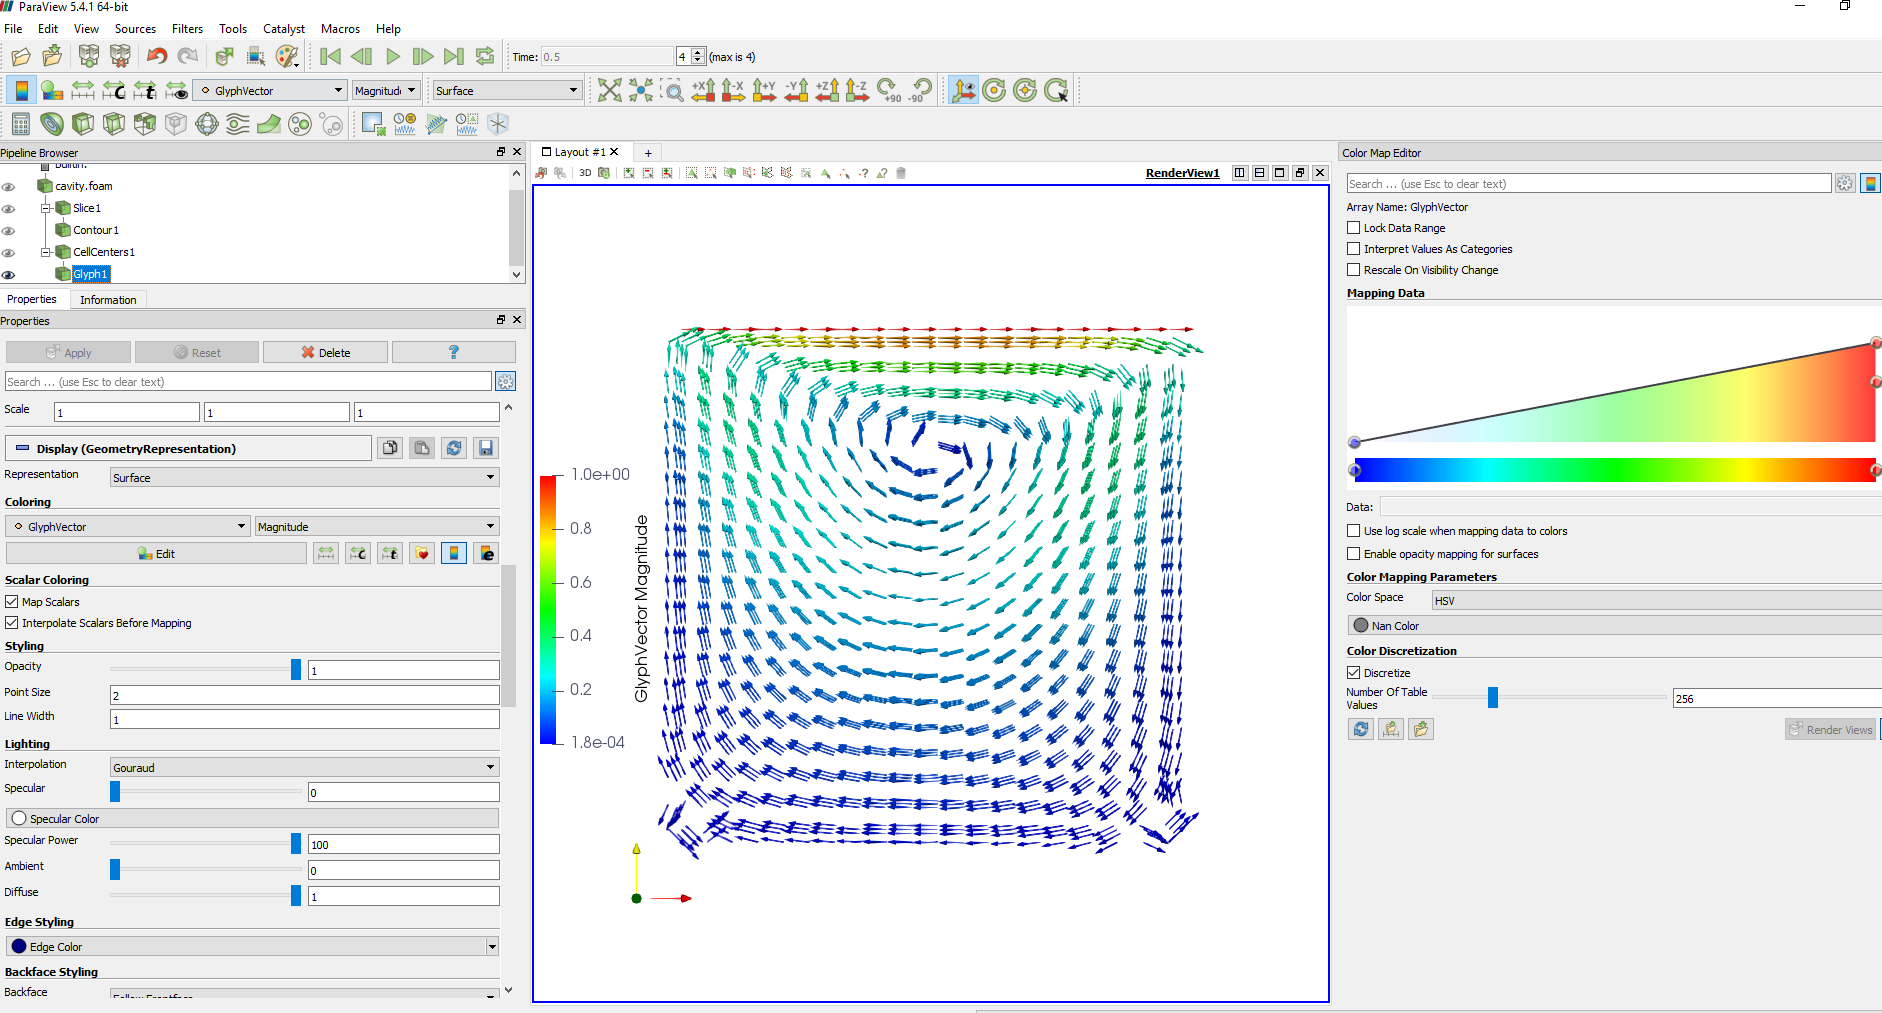 ParaView 5.4.1 64-bit
File Edit View Sources Filters Tools Catalyst Macros Help
Time: 0.5 4 (max is 4)
GlyphVector Magnitud Surface
+X -X +Y -Y +Z -Z +90 -90
Pipeline Browser
builtin:
cavity.foam
Slice1
Contour1
CellCenters1
Glyph1
Properties Information
Properties
Apply Reset Delete ?
Search ... (use Esc to clear text)
Scale 1 1 1
Display (GeometryRepresentation)
Representation Surface
Coloring
GlyphVector Magnitude
Edit
Scalar Coloring
Map Scalars
Interpolate Scalars Before Mapping
Styling
Opacity 1
Point Size 2
Line Width 1
Lighting
Interpolation Gouraud
Specular 0
Specular Color
Specular Power 100
Ambient 0
Diffuse 1
Edge Styling
Edge Color
Backface Styling
Backface Follow Frontface
Layout #1 +
3D RenderView1
1.0e+00
0.8
0.6
0.4
0.2
1.8e-04
GlyphVector Magnitude
Color Map Editor
Search ... (use Esc to clear text)
Array Name: GlyphVector
Lock Data Range
Interpret Values As Categories
Rescale On Visibility Change
Mapping Data
Data:
Use log scale when mapping data to colors
Enable opacity mapping for surfaces
Color Mapping Parameters
Color Space HSV
Nan Color
Color Discretization
Discretize
Number Of Table
Values 256
Render Views